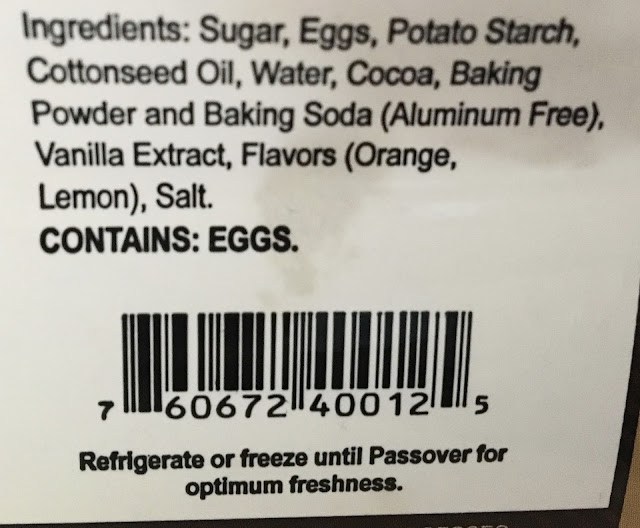 Ingredients: Sugar, Eggs, Potato Starch,
Cottonseed Oil, Water, Cocoa, Baking
Powder and Baking Soda (Aluminum Free),
Vanilla Extract, Flavors (Orange,
Lemon), Salt.
CONTAINS: EGGS.
7 60672 40012 5
Refrigerate or freeze until Passover for
optimum freshness.